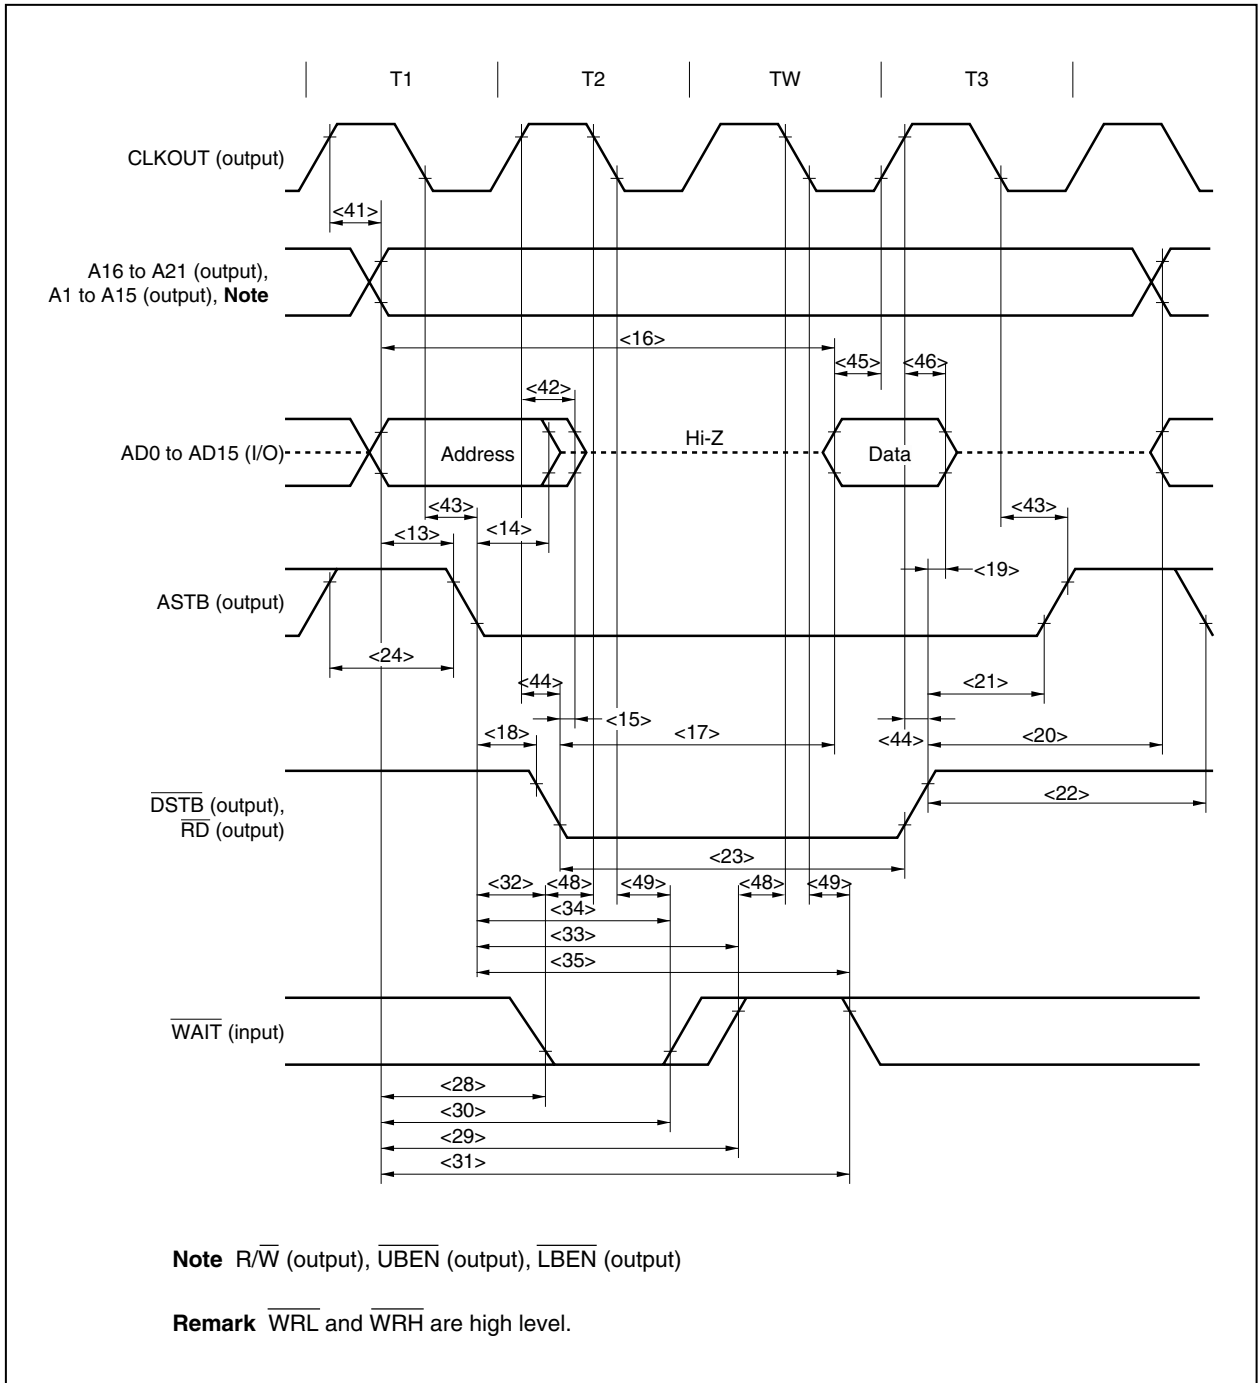 T1 T2 TW T3
CLKOUT (output)
<41>
A16 to A21 (output),
A1 to A15 (output), Note
<16>
<45> <46>
<42>
AD0 to AD15 (I/O) Address Hi-Z Data
<43> <43>
<13> <14>
<19>
ASTB (output)
<24>
<44> <21>
<15>
<18> <17> <44> <20>
DSTB (output),
RD (output)
<22>
<23>
<32> <48> <49> <48> <49>
<34>
<33>
<35>
WAIT (input)
<28>
<30>
<29>
<31>
Note R/W (output), UBEN (output), LBEN (output)
Remark WRL and WRH are high level.